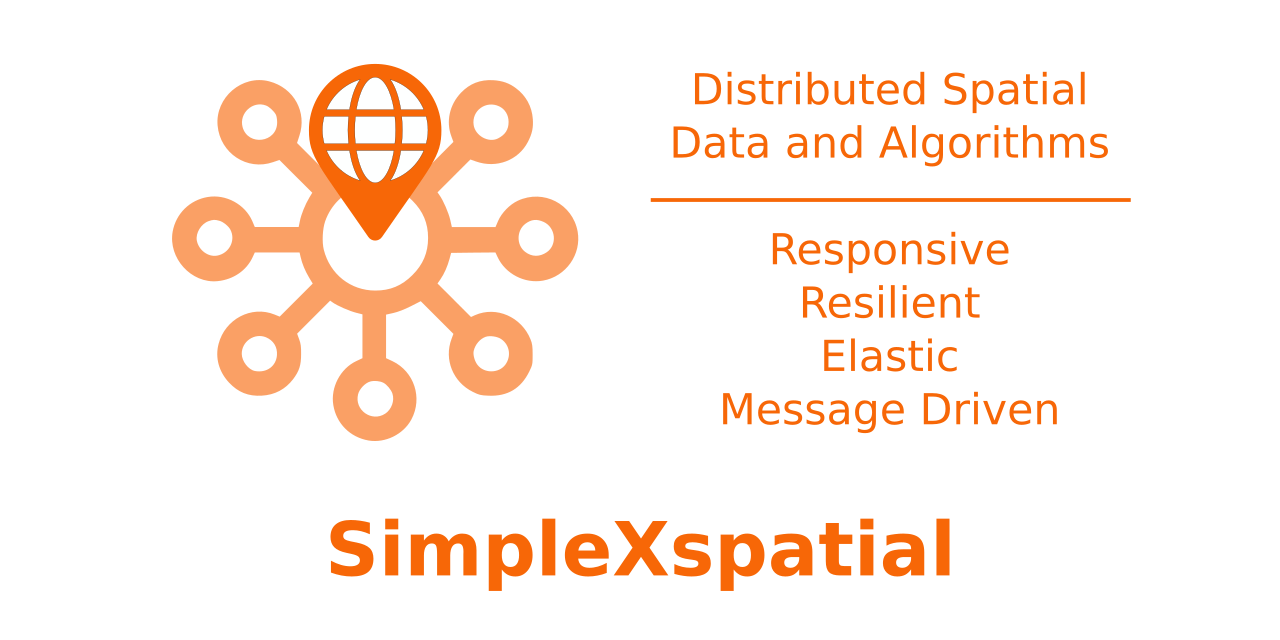 Distributed Spatial
Data and Algorithms
Responsive
Resilient
Elastic
Message Driven
SimpleXspatial